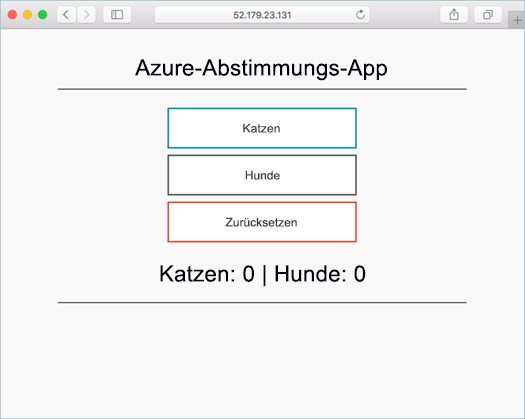 52.179.23.131
Azure-Abstimmungs-App
Katzen
Hunde
Zurücksetzen
Katzen: 0 | Hunde: 0